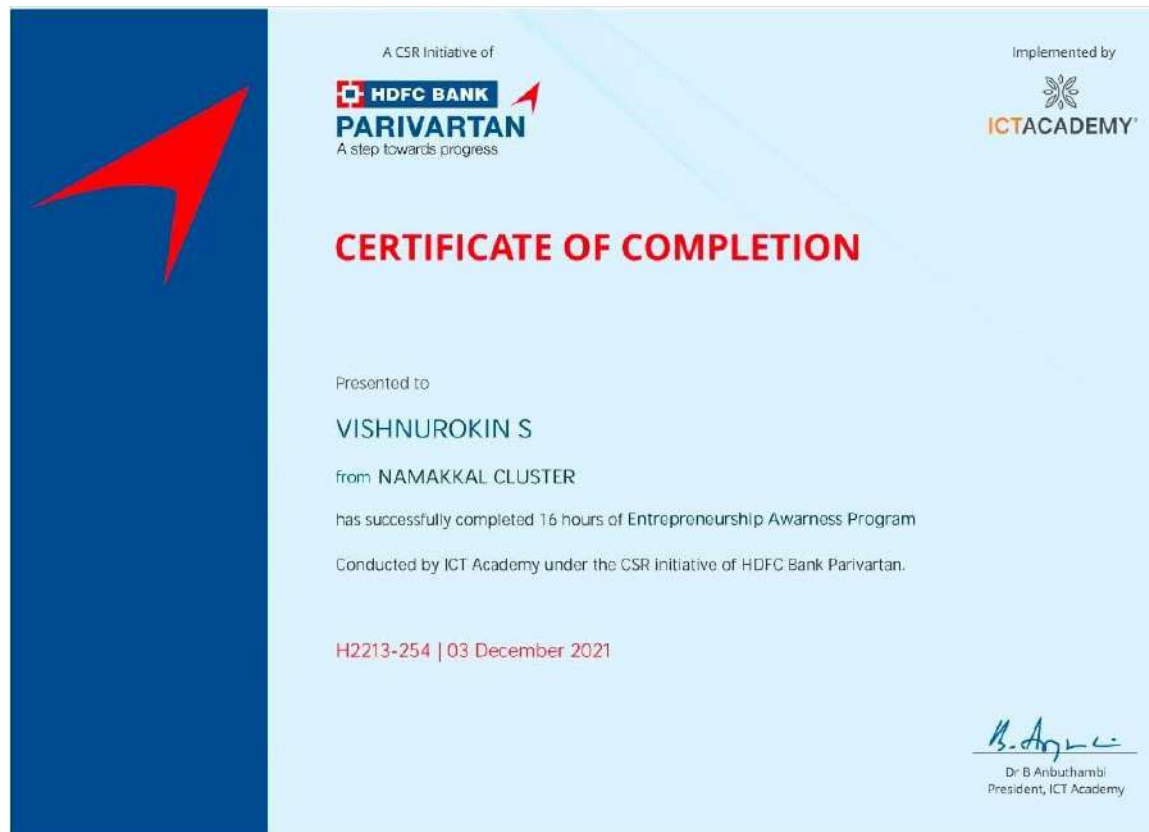 A CSR Initiative of
HDFC BANK
PARIVARTAN
A step towards progress
Implemented by
ICTACADEMY
CERTIFICATE OF COMPLETION
Presented to
VISHNUROKIN S
from NAMAKKAL CLUSTER
has successfully completed 16 hours of Entrepreneurship Awarness Program
Conducted by ICT Academy under the CSR initiative of HDFC Bank Parivartan.
H2213-254 | 03 December 2021
Dr B Anbuthambi
President, ICT Academy